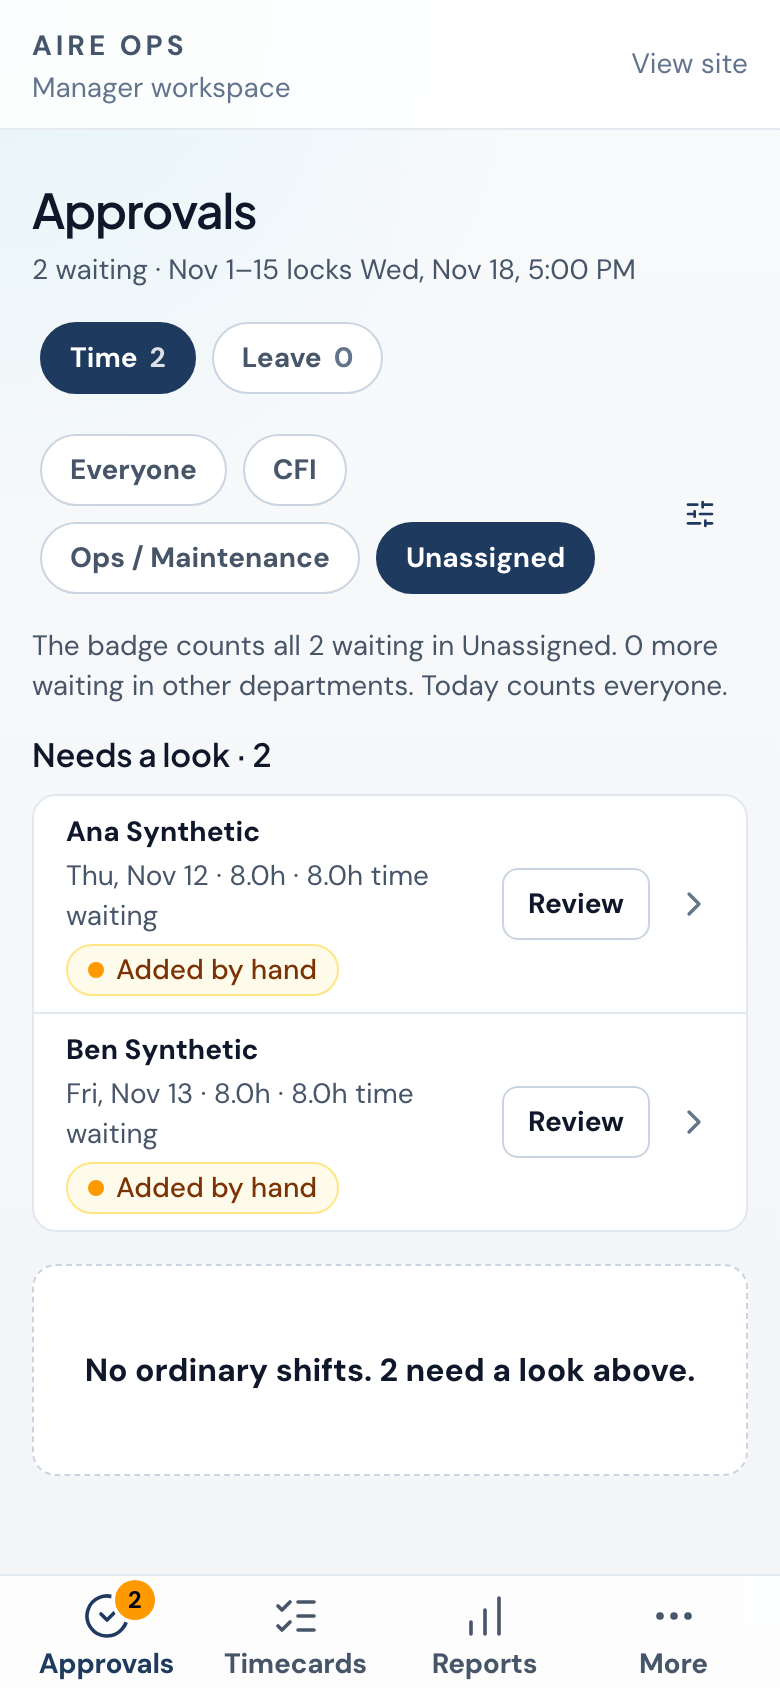 AIRE OPS
Manager workspace
View site
Approvals
2 waiting · Nov 1–15 locks Wed, Nov 18, 5:00 PM
Time 2
Leave 0
Everyone
CFI
Ops / Maintenance
Unassigned
The badge counts all 2 waiting in Unassigned. 0 more
waiting in other departments. Today counts everyone.
Needs a look · 2
Ana Synthetic
Thu, Nov 12 · 8.0h · 8.0h time
waiting
Added by hand
Review
Ben Synthetic
Fri, Nov 13 · 8.0h · 8.0h time
waiting
Added by hand
Review
No ordinary shifts. 2 need a look above.
2
Approvals
Timecards
Reports
More